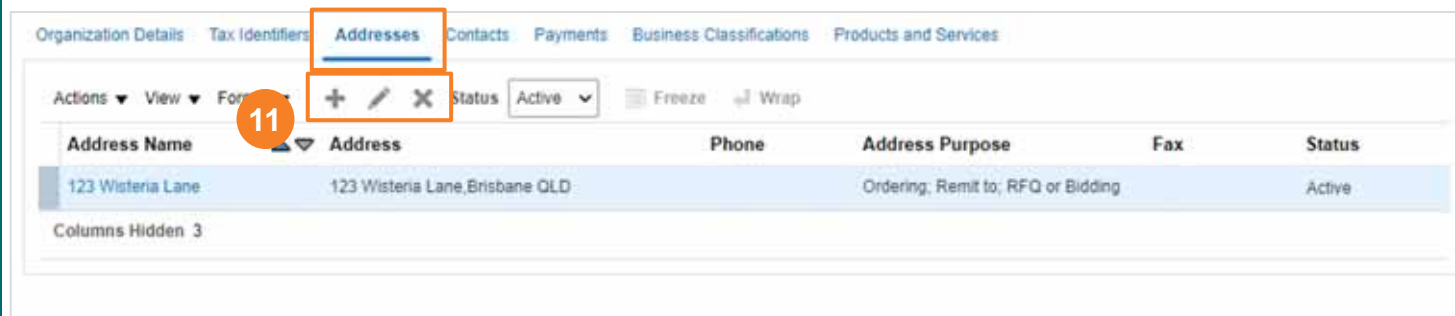 Organization Details Tax Identifiers Addresses Contacts Payments Business Classifications Products and Services
Actions View Status Active Freeze Wrap
11
Address Name Address Phone Address Purpose Fax Status
123 Wisteria Lane 123 Wisteria Lane,Brisbane QLD Ordering; Remit to; RFQ or Bidding Active
Columns Hidden 3